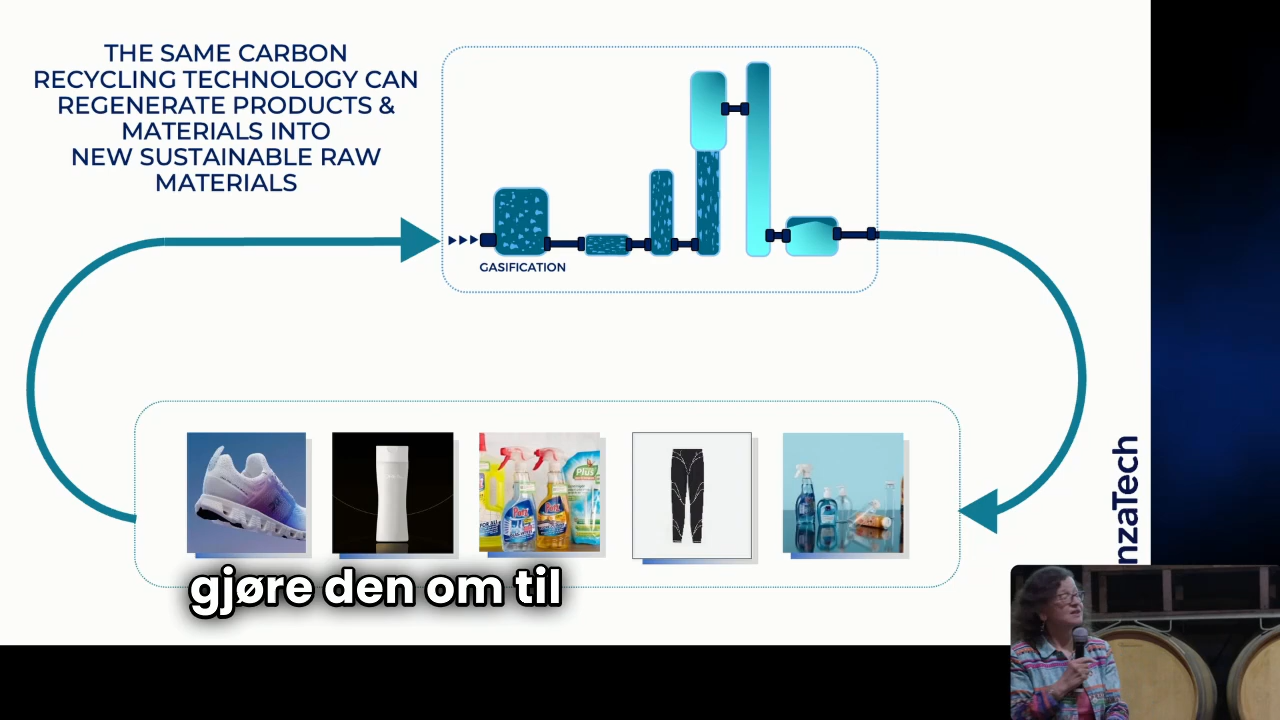 THE SAME CARBON
RECYCLING TECHNOLOGY CAN
REGENERATE PRODUCTS &
MATERIALS INTO
NEW SUSTAINABLE RAW
MATERIALS
GASIFICATION
Plus
nzaTech
gjøre den om til